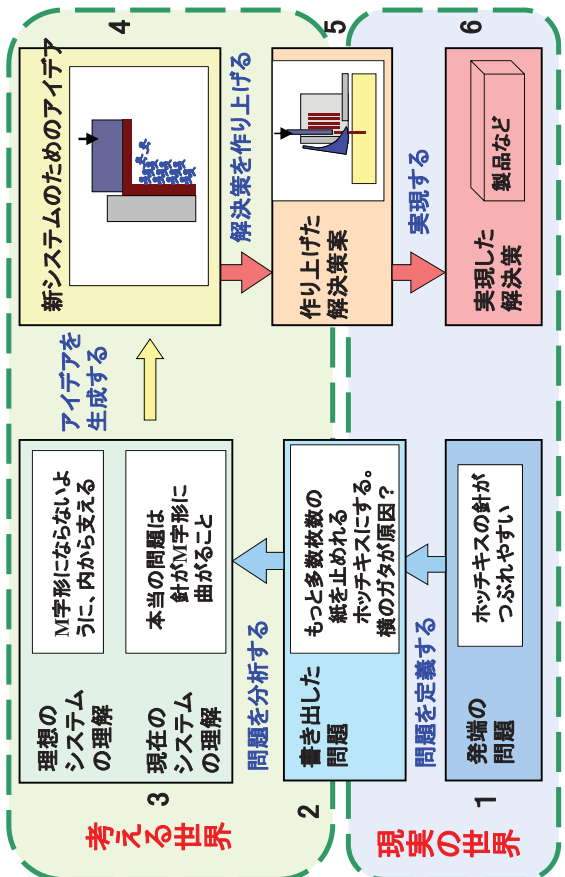 考える世界
現実の世界
1
発端の
問題
ホッチキスの針が
つぶれやすい
問題を定義する
2
書き出した
問題
もっと多数枚数の
紙を止めれる
ホッチキスにする。
横のガタが原因？
問題を分析する
3
現在の
システム
の理解
本当の問題は
針がM字形に
曲がること
理想の
システム
の理解
M字形にならないよ
うに、内から支える
アイデアを
生成する
4
新システムのためのアイデア
解決策を作り上げる
5
作り上げた
解決策案
実現する
6
実現した
解決策
製品など